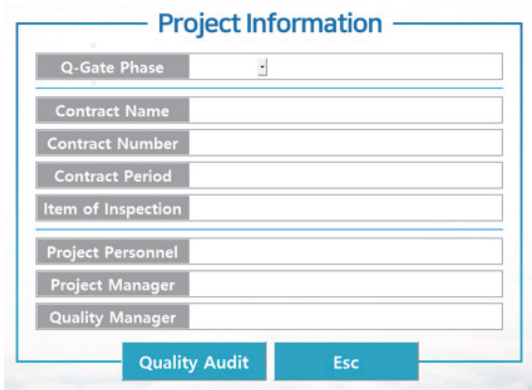 Project Information
Q-Gate Phase
Contract Name
Contract Number
Contract Period
Item of Inspection
Project Personnel
Project Manager
Quality Manager
Quality Audit Esc